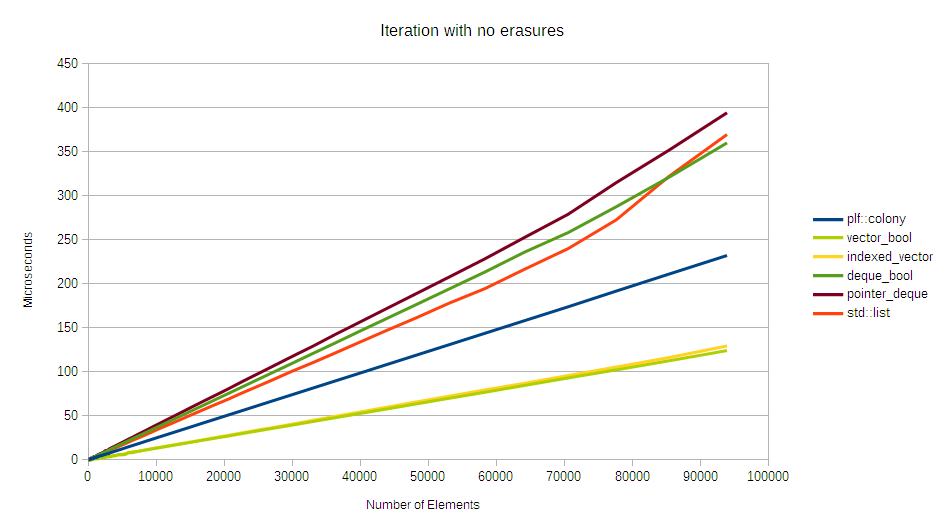 Iteration with no erasures
450
400
350
300
250
200
150
100
50
0
Microseconds
0 10000 20000 30000 40000 50000 60000 70000 80000 90000 100000
Number of Elements
plf::colony
vector_bool
indexed_vector
deque_bool
pointer_deque
std::list